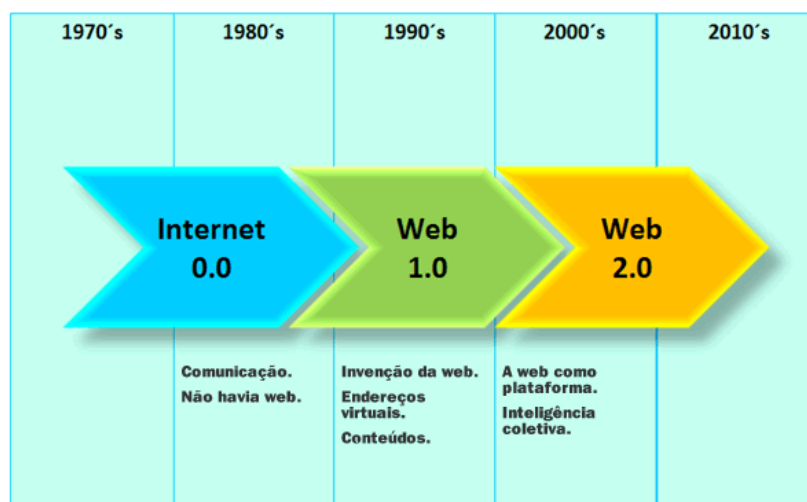 1970´s
1980´s
1990´s
2000´s
2010´s
Internet
0.0
Web
1.0
Web
2.0
Comunicação.
Não havia web.
Invenção da web.
Endereços
virtuais.
Conteúdos.
A web como
plataforma.
Inteligência
coletiva.